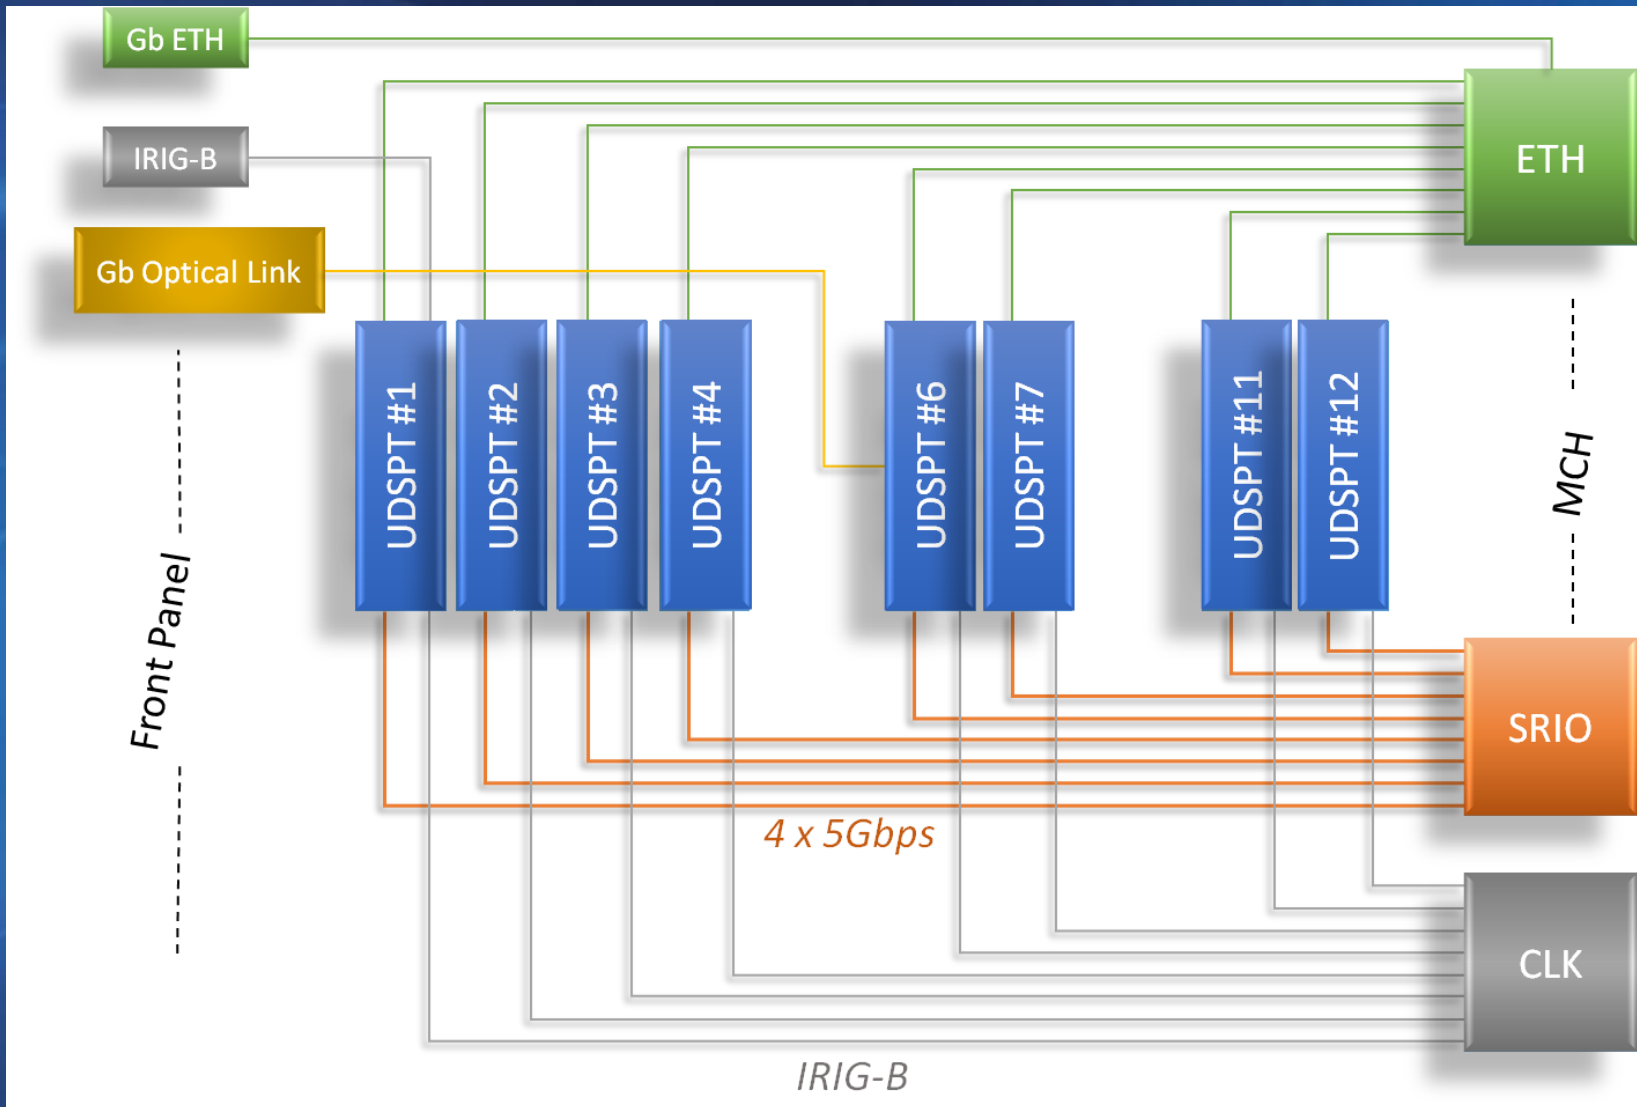 Gb ETH
IRIG-B
Gb Optical Link
Front Panel
UDSPT #1
UDSPT #2
UDSPT #3
UDSPT #4
UDSPT #6
UDSPT #7
UDSPT #11
UDSPT #12
ETH
MCH
SRIO
4 x 5Gbps
CLK
IRIG-B